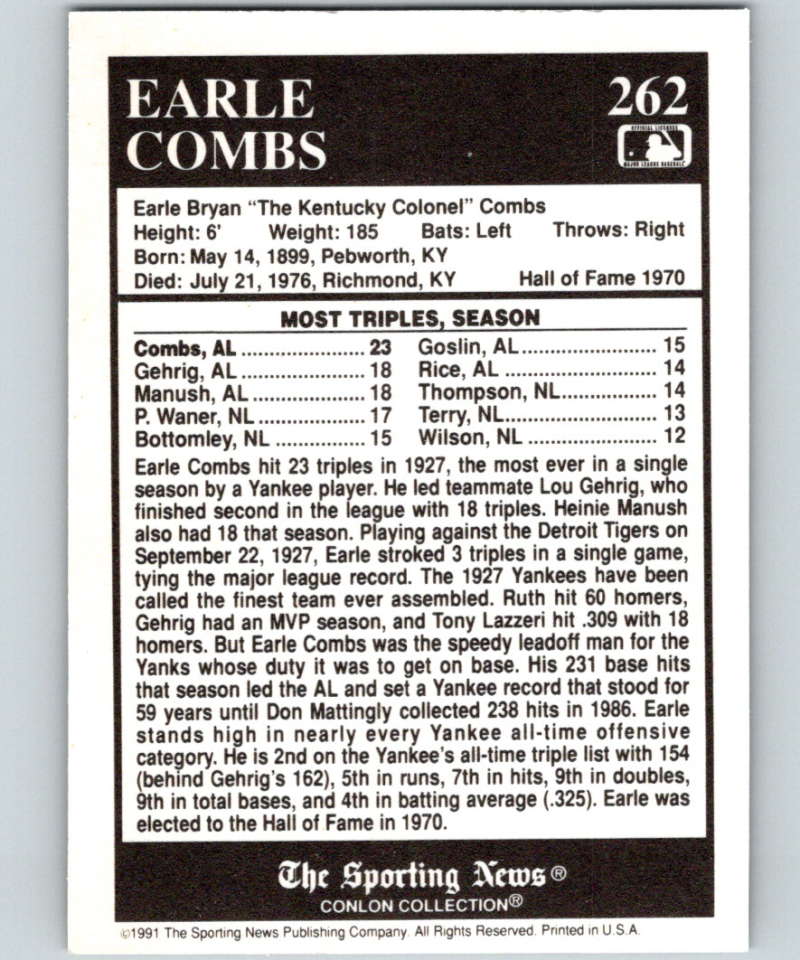 EARLE 262
COMBS
OFFICIAL LICENSEE
MAJOR LEAGUE BASEBALL
Earle Bryan “The Kentucky Colonel” Combs
Height: 6' Weight: 185 Bats: Left Throws: Right
Born: May 14, 1899, Pebworth, KY
Died: July 21, 1976, Richmond, KY Hall of Fame 1970
MOST TRIPLES, SEASON
Combs, AL ...................... 23 Goslin, AL........................ 15
Gehrig, AL ...................... 18 Rice, AL ........................... 14
Manush, AL .................... 18 Thompson, NL................. 14
P. Waner, NL ................... 17 Terry, NL........................... 13
Bottomley, NL ................ 15 Wilson, NL ....................... 12
Earle Combs hit 23 triples in 1927, the most ever in a single
season by a Yankee player. He led teammate Lou Gehrig, who
finished second in the league with 18 triples. Heinie Manush
also had 18 that season. Playing against the Detroit Tigers on
September 22, 1927, Earle stroked 3 triples in a single game,
tying the major league record. The 1927 Yankees have been
called the finest team ever assembled. Ruth hit 60 homers,
Gehrig had an MVP season, and Tony Lazzeri hit .309 with 18
homers. But Earle Combs was the speedy leadoff man for the
Yanks whose duty it was to get on base. His 231 base hits
that season led the AL and set a Yankee record that stood for
59 years until Don Mattingly collected 238 hits in 1986. Earle
stands high in nearly every Yankee all-time offensive
category. He is 2nd on the Yankee's all-time triple list with 154
(behind Gehrig's 162), 5th in runs, 7th in hits, 9th in doubles,
9th in total bases, and 4th in batting average (.325). Earle was
elected to the Hall of Fame in 1970.
The Sporting News®
CONLON COLLECTION®
©1991 The Sporting News Publishing Company. All Rights Reserved. Printed in U.S.A.